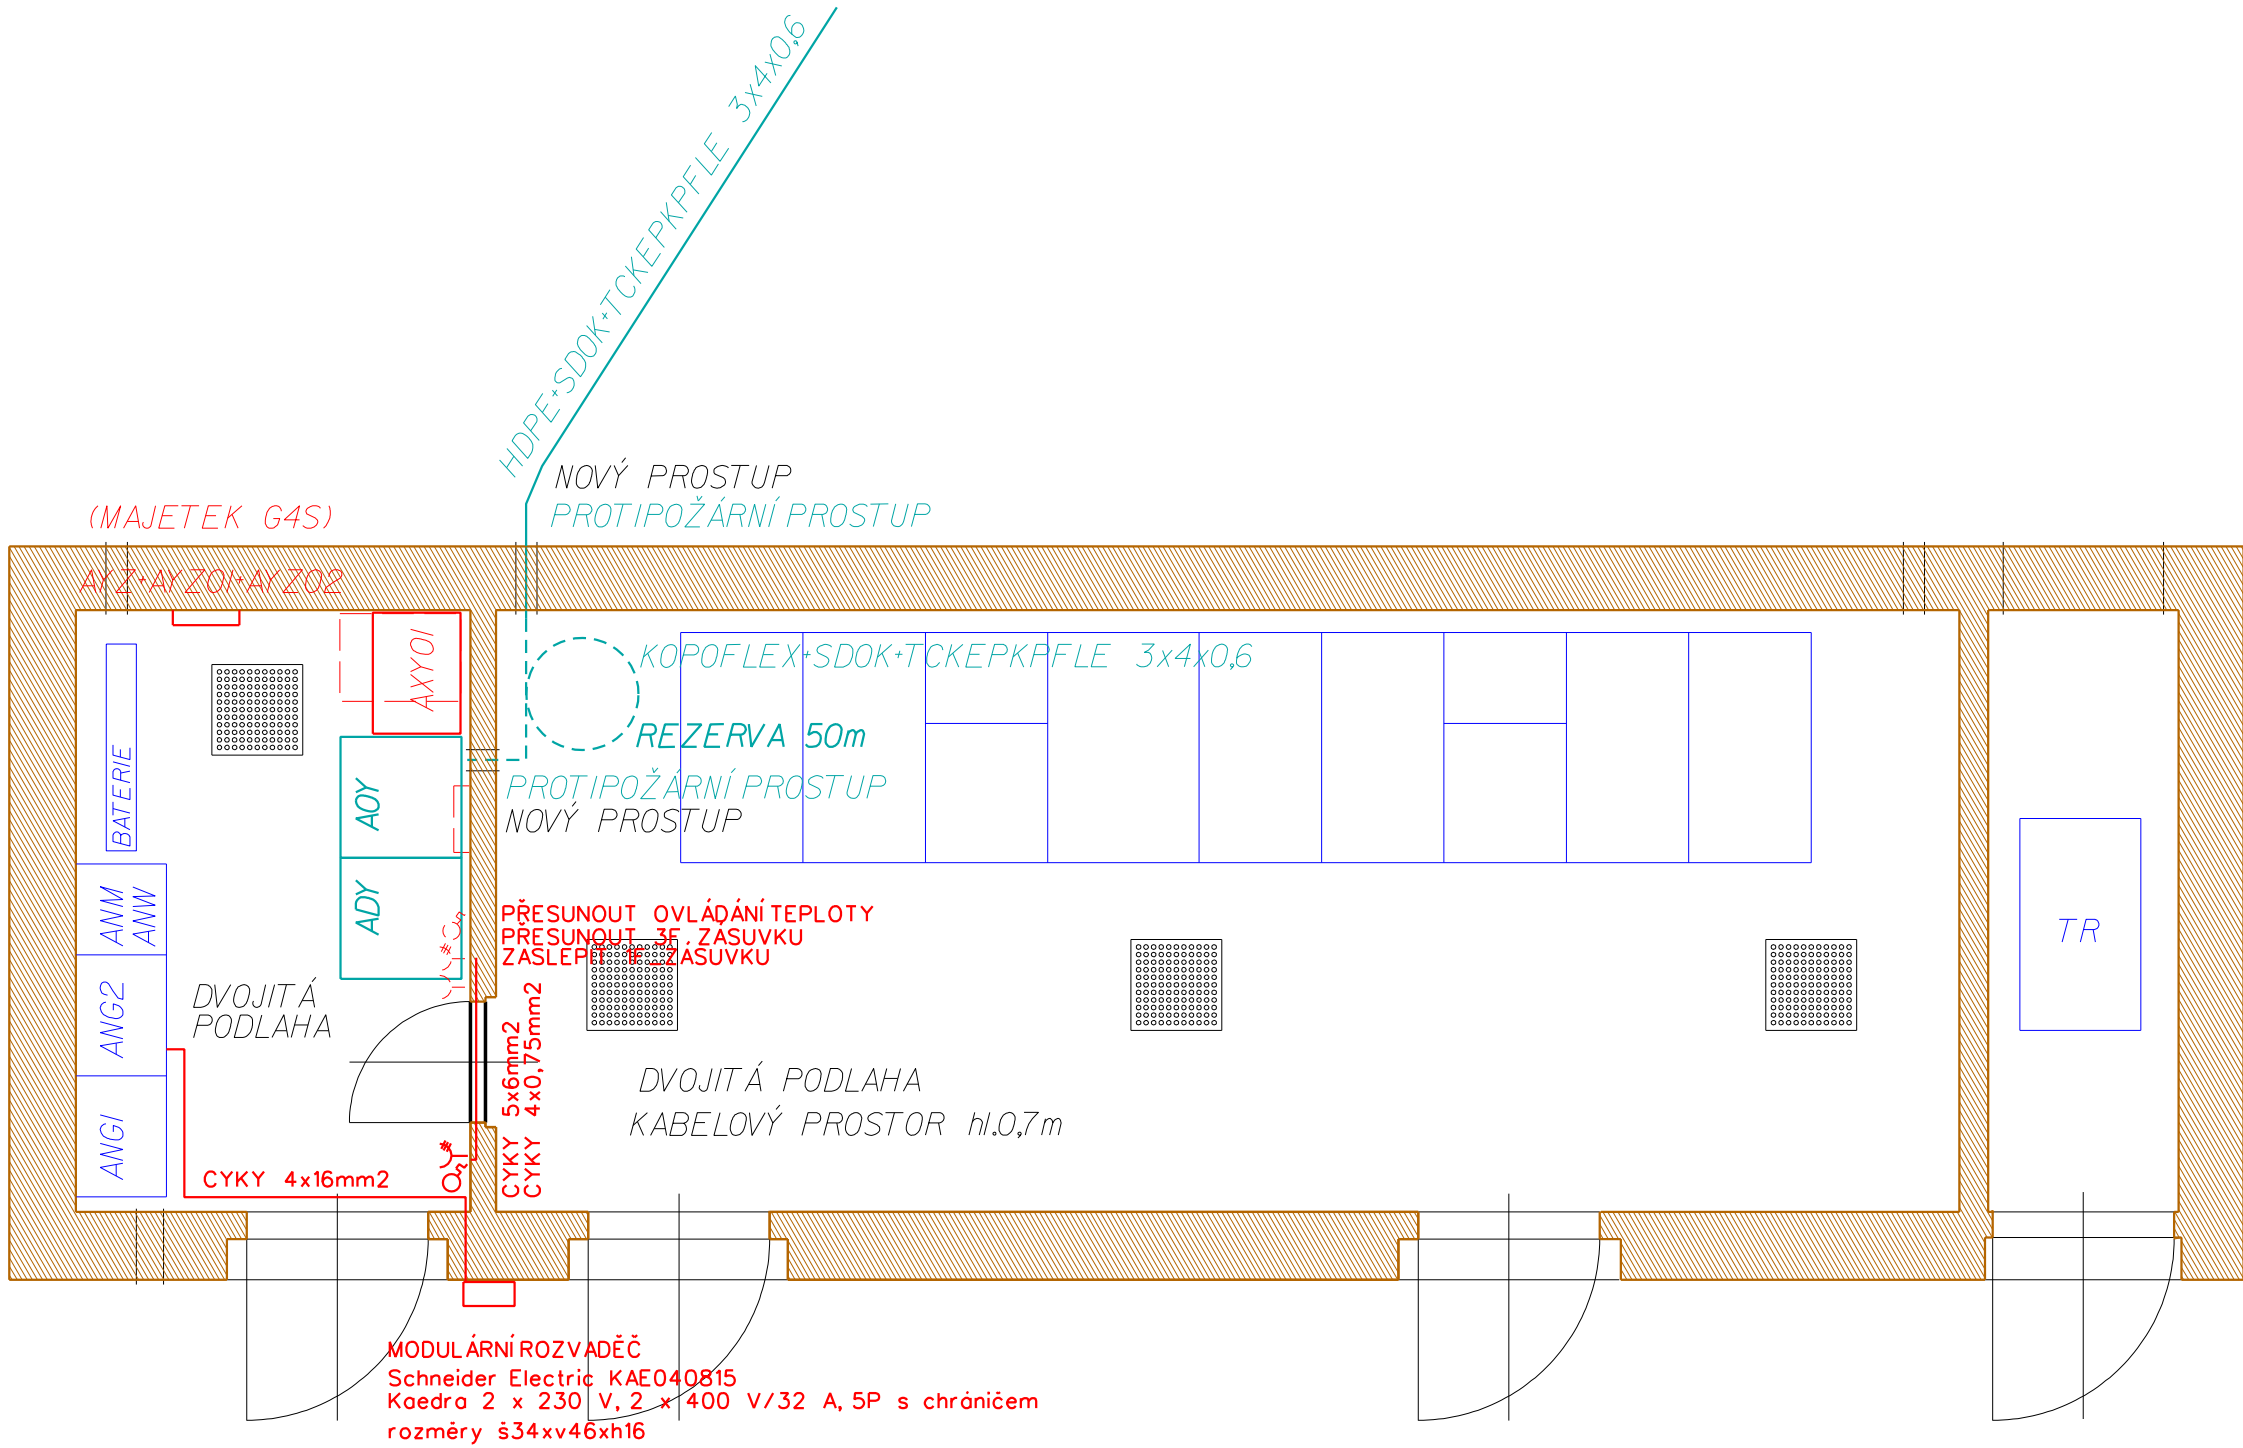 HDPE+SDOK+TCKEPKPFLE 3x4x0,6
NOVÝ PROSTUP
PROTIPOŽÁRNÍ PROSTUP
(MAJETEK G4S)
AYZ+AYZ01+AYZ02
AXY01
KOPOFLEX+SDOK+TCKEPKPFLE 3x4x0,6
REZERVA 50m
PROTIPOŽÁRNÍ PROSTUP
NOVÝ PROSTUP
BATERIE
AOY
ADY
ANM
ANW
ANG2
ANG1
DVOJITÁ
PODLAHA
PŘESUNOUT OVLÁDÁNÍ TEPLOTY
PŘESUNOUT 3F. ZÁSUVKU
ZASLEPIT 1F ZÁSUVKU
TR
CYKY 5x6mm2
CYKY 4x0,75mm2
DVOJITÁ PODLAHA
KABELOVÝ PROSTOR hl.0,7m
CYKY 4x16mm2
MODULÁRNÍ ROZVADĚČ
Schneider Electric KAE040815
Kaedra 2 x 230 V, 2 x 400 V/32 A, 5P s chráničem
rozměry š34xv46xh16